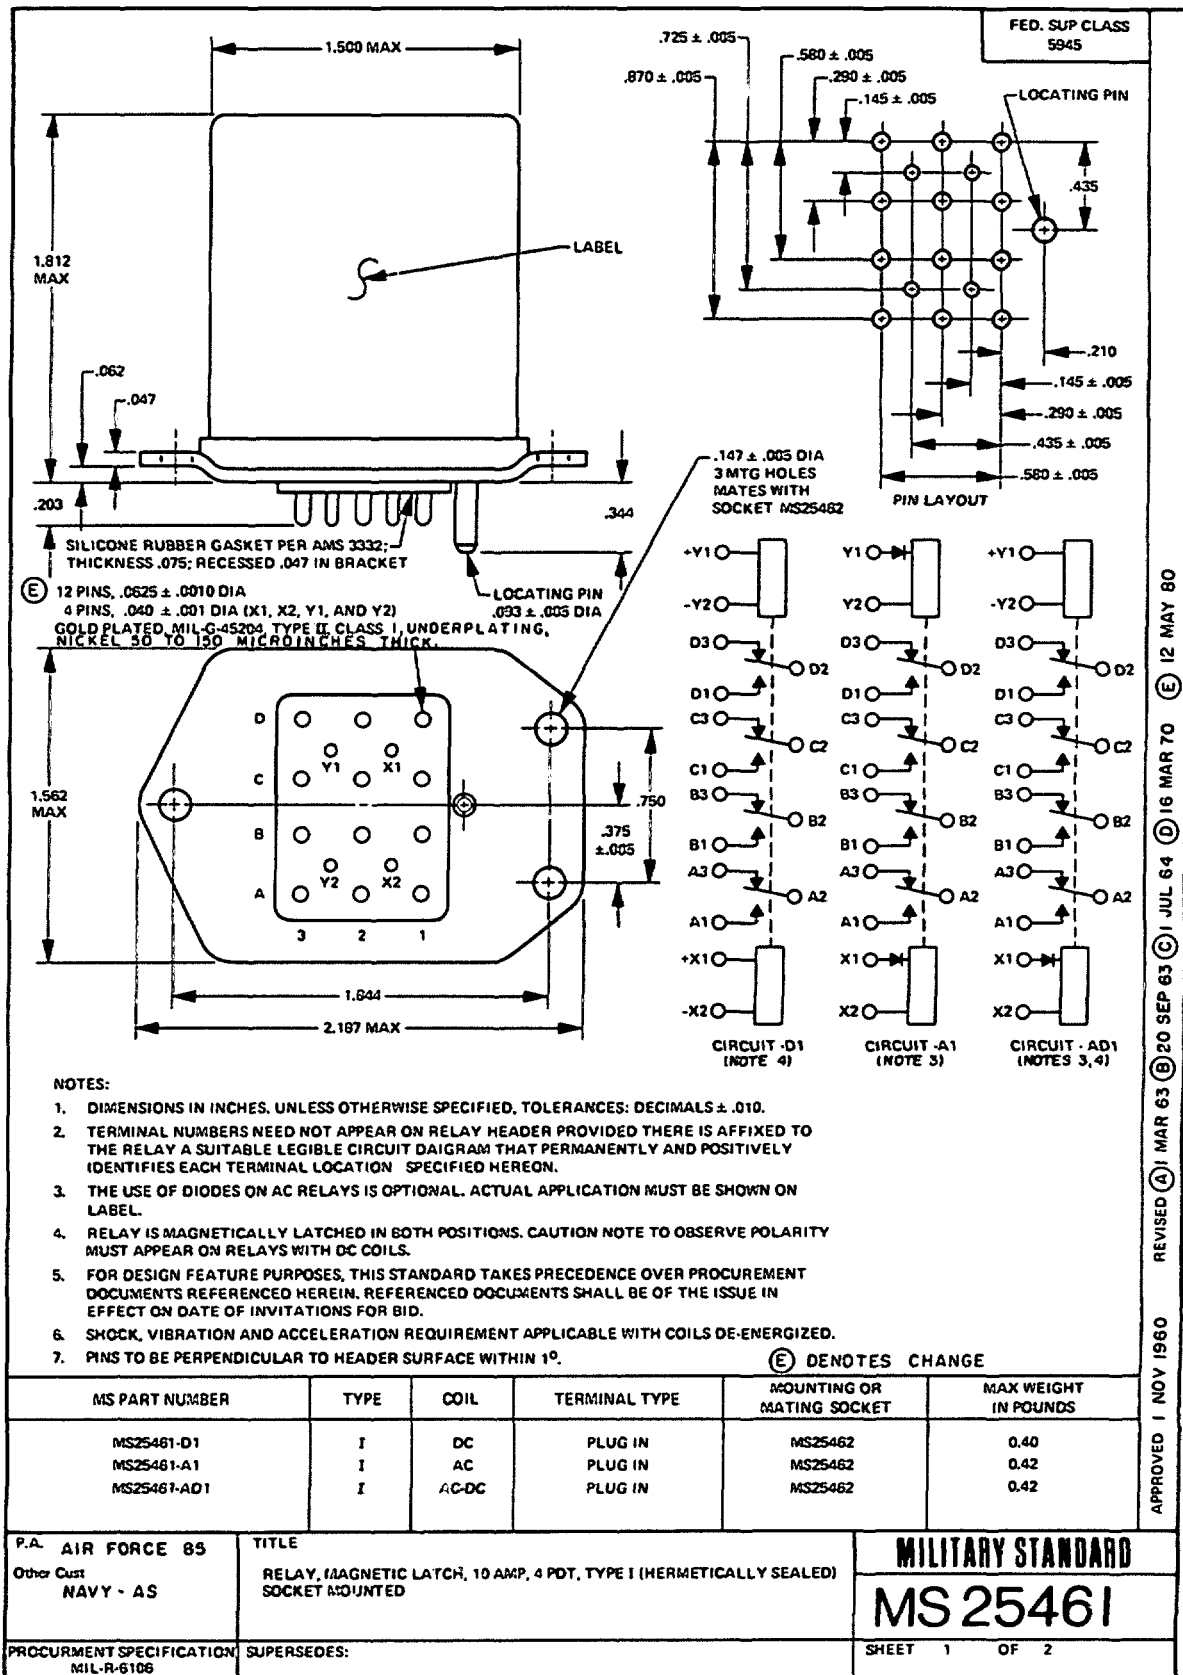 FED. SUP CLASS
5945
1.500 MAX
1.812
MAX
LABEL
.062
.047
.203
.344
SILICONE RUBBER GASKET PER AMS 3332;
THICKNESS .075; RECESSED .047 IN BRACKET
LOCATING PIN
.093 ± .005 DIA
E 12 PINS, .0625 ± .0010 DIA
4 PINS, .040 ± .001 DIA (X1, X2, Y1, AND Y2)
GOLD PLATED, MIL-G-45204, TYPE II, CLASS I, UNDERPLATING,
NICKEL 50 TO 150 MICROINCHES THICK.
.725 ± .005
.580 ± .005
.870 ± .005
.290 ± .005
.145 ± .005
LOCATING PIN
.435
.210
.145 ± .005
.290 ± .005
.435 ± .005
.580 ± .005
PIN LAYOUT
.147 ± .005 DIA
3 MTG HOLES
MATES WITH
SOCKET MS25462
1.562
MAX
D
Y1 X1
C
B
Y2 X2
A
3 2 1
.750
.375
±.005
1.844
2.187 MAX
+Y1
-Y2
D3
D2
D1
C3
C2
C1
B3
B2
B1
A3
A2
A1
+X1
-X2
CIRCUIT -D1
(NOTE 4)
Y1
Y2
D3
D2
D1
C3
C2
C1
B3
B2
B1
A3
A2
A1
X1
X2
CIRCUIT -A1
(NOTE 3)
+Y1
-Y2
D3
D2
D1
C3
C2
C1
B3
B2
B1
A3
A2
A1
X1
X2
CIRCUIT - AD1
(NOTES 3,4)
NOTES:
1. DIMENSIONS IN INCHES. UNLESS OTHERWISE SPECIFIED, TOLERANCES: DECIMALS ± .010.
2. TERMINAL NUMBERS NEED NOT APPEAR ON RELAY HEADER PROVIDED THERE IS AFFIXED TO
THE RELAY A SUITABLE LEGIBLE CIRCUIT DAIGRAM THAT PERMANENTLY AND POSITIVELY
IDENTIFIES EACH TERMINAL LOCATION SPECIFIED HEREON.
3. THE USE OF DIODES ON AC RELAYS IS OPTIONAL. ACTUAL APPLICATION MUST BE SHOWN ON
LABEL.
4. RELAY IS MAGNETICALLY LATCHED IN BOTH POSITIONS. CAUTION NOTE TO OBSERVE POLARITY
MUST APPEAR ON RELAYS WITH DC COILS.
5. FOR DESIGN FEATURE PURPOSES, THIS STANDARD TAKES PRECEDENCE OVER PROCUREMENT
DOCUMENTS REFERENCED HEREIN. REFERENCED DOCUMENTS SHALL BE OF THE ISSUE IN
EFFECT ON DATE OF INVITATIONS FOR BID.
6. SHOCK, VIBRATION AND ACCELERATION REQUIREMENT APPLICABLE WITH COILS DE-ENERGIZED.
7. PINS TO BE PERPENDICULAR TO HEADER SURFACE WITHIN 1º.
E DENOTES CHANGE
MS PART NUMBER TYPE COIL TERMINAL TYPE MOUNTING OR MATING SOCKET MAX WEIGHT IN POUNDS
MS25461-D1 I DC PLUG IN MS25462 0.40
MS25461-A1 I AC PLUG IN MS25462 0.42
MS25461-AD1 I AC-DC PLUG IN MS25462 0.42
P.A. AIR FORCE 85
Other Cust
NAVY - AS
TITLE
RELAY, MAGNETIC LATCH, 10 AMP, 4 PDT, TYPE I (HERMETICALLY SEALED)
SOCKET MOUNTED
MILITARY STANDARD
MS 25461
PROCURMENT SPECIFICATION
MIL-R-6106
SUPERSEDES:
SHEET 1 OF 2
APPROVED 1 NOV 1960 REVISED A 1 MAR 63 B 20 SEP 63 C 1 JUL 64 D 16 MAR 70 E 12 MAY 80